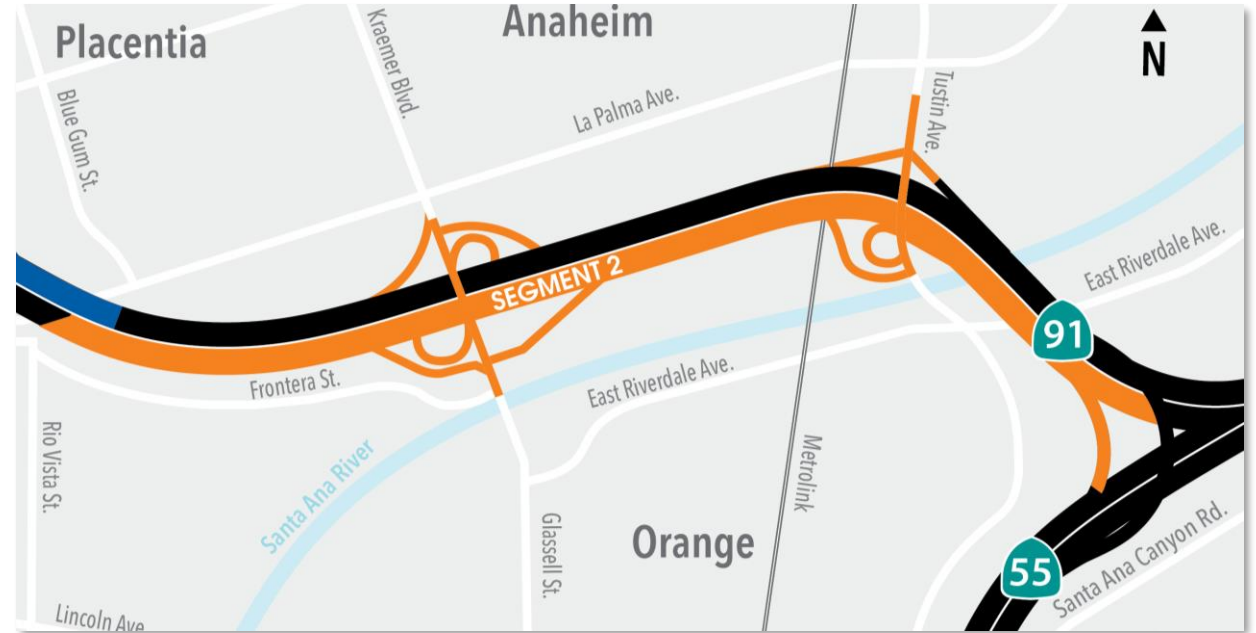 Placentia
Anaheim
N
Kraemer Blvd.
Blue Gum St.
La Palma Ave.
Tustin Ave.
East Riverdale Ave.
SEGMENT 2
91
Frontera St.
East Riverdale Ave.
Rio Vista St.
Santa Ana River
Metrolink
Glassell St.
Orange
55
Santa Ana Canyon Rd.
Lincoln Ave